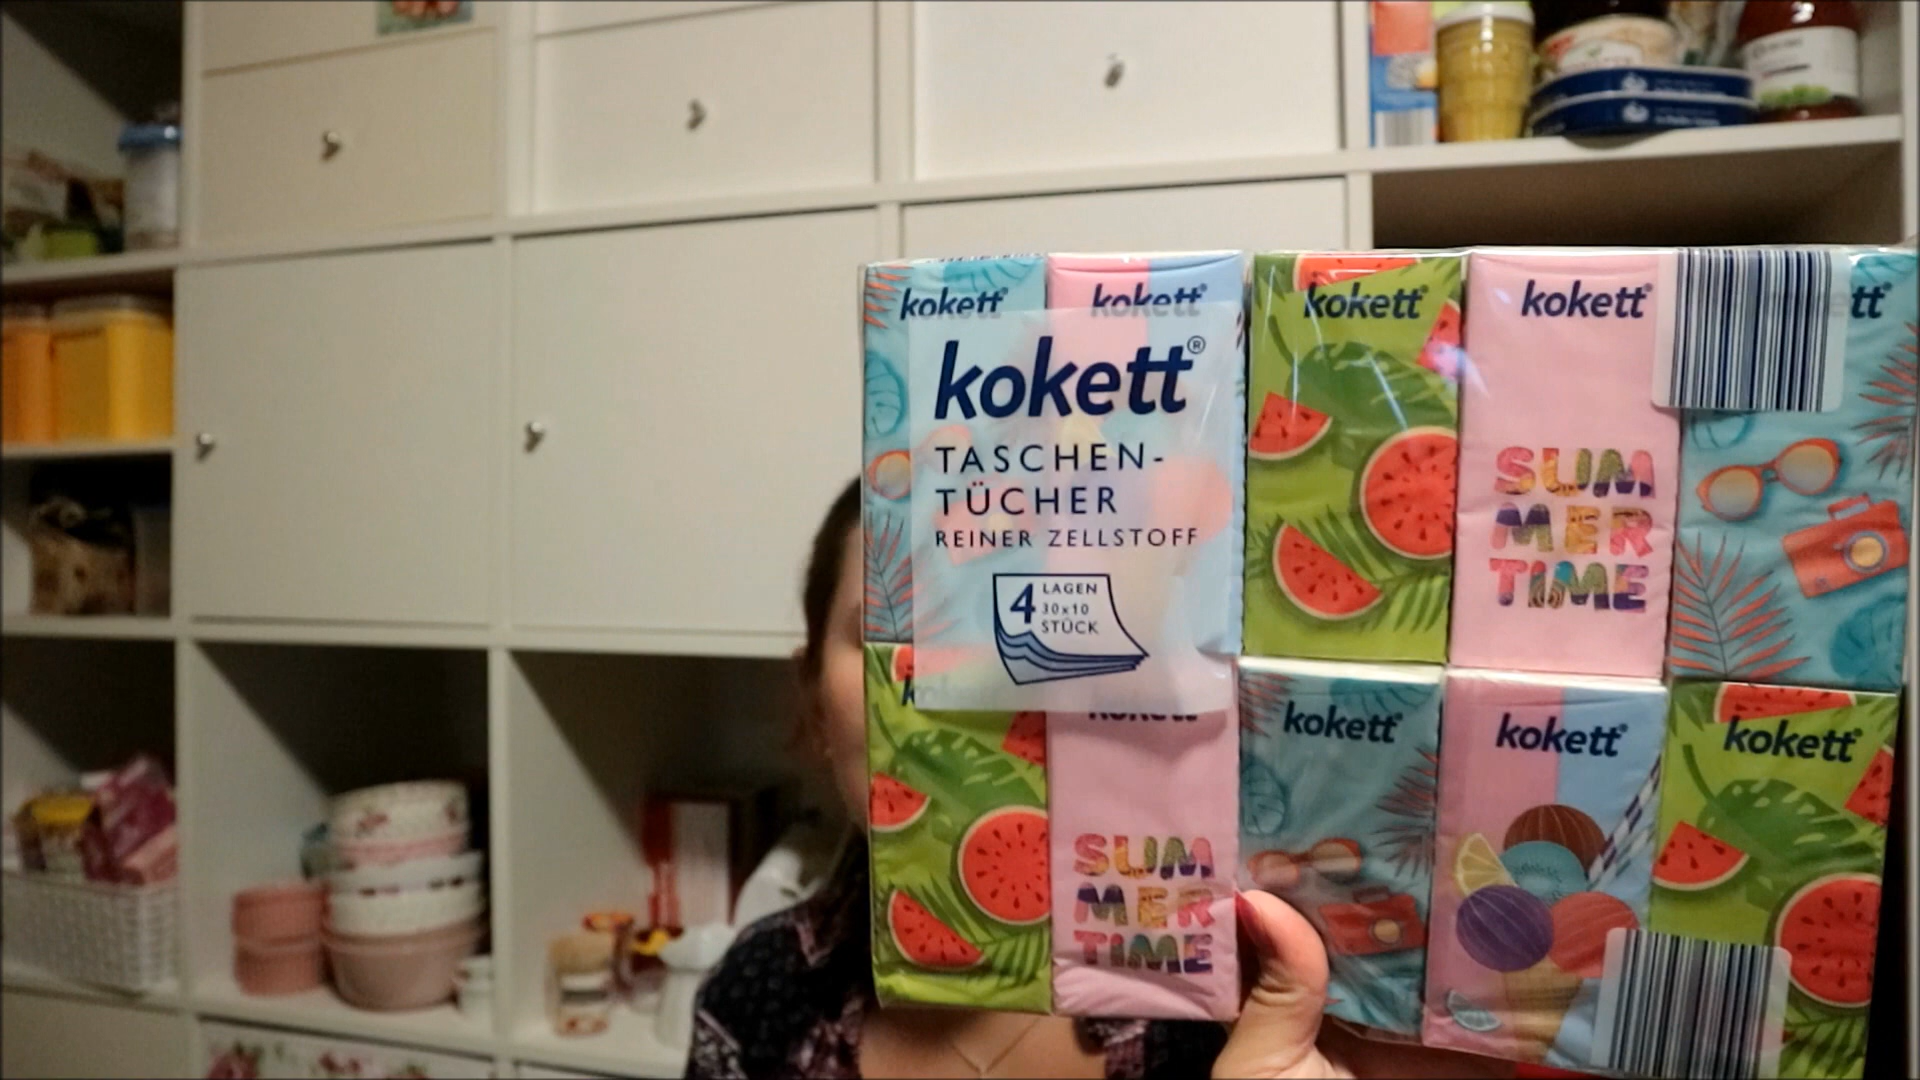 kokett®
kokett®
kokett®
kokett®
tt®
kokett®
TASCHEN-
TÜCHER
REINER ZELLSTOFF
4 LAGEN
30x10
STÜCK
SUM
MER
TIME
kokett
kokett®
kokett®
kokett®
SUM
MER
TIME